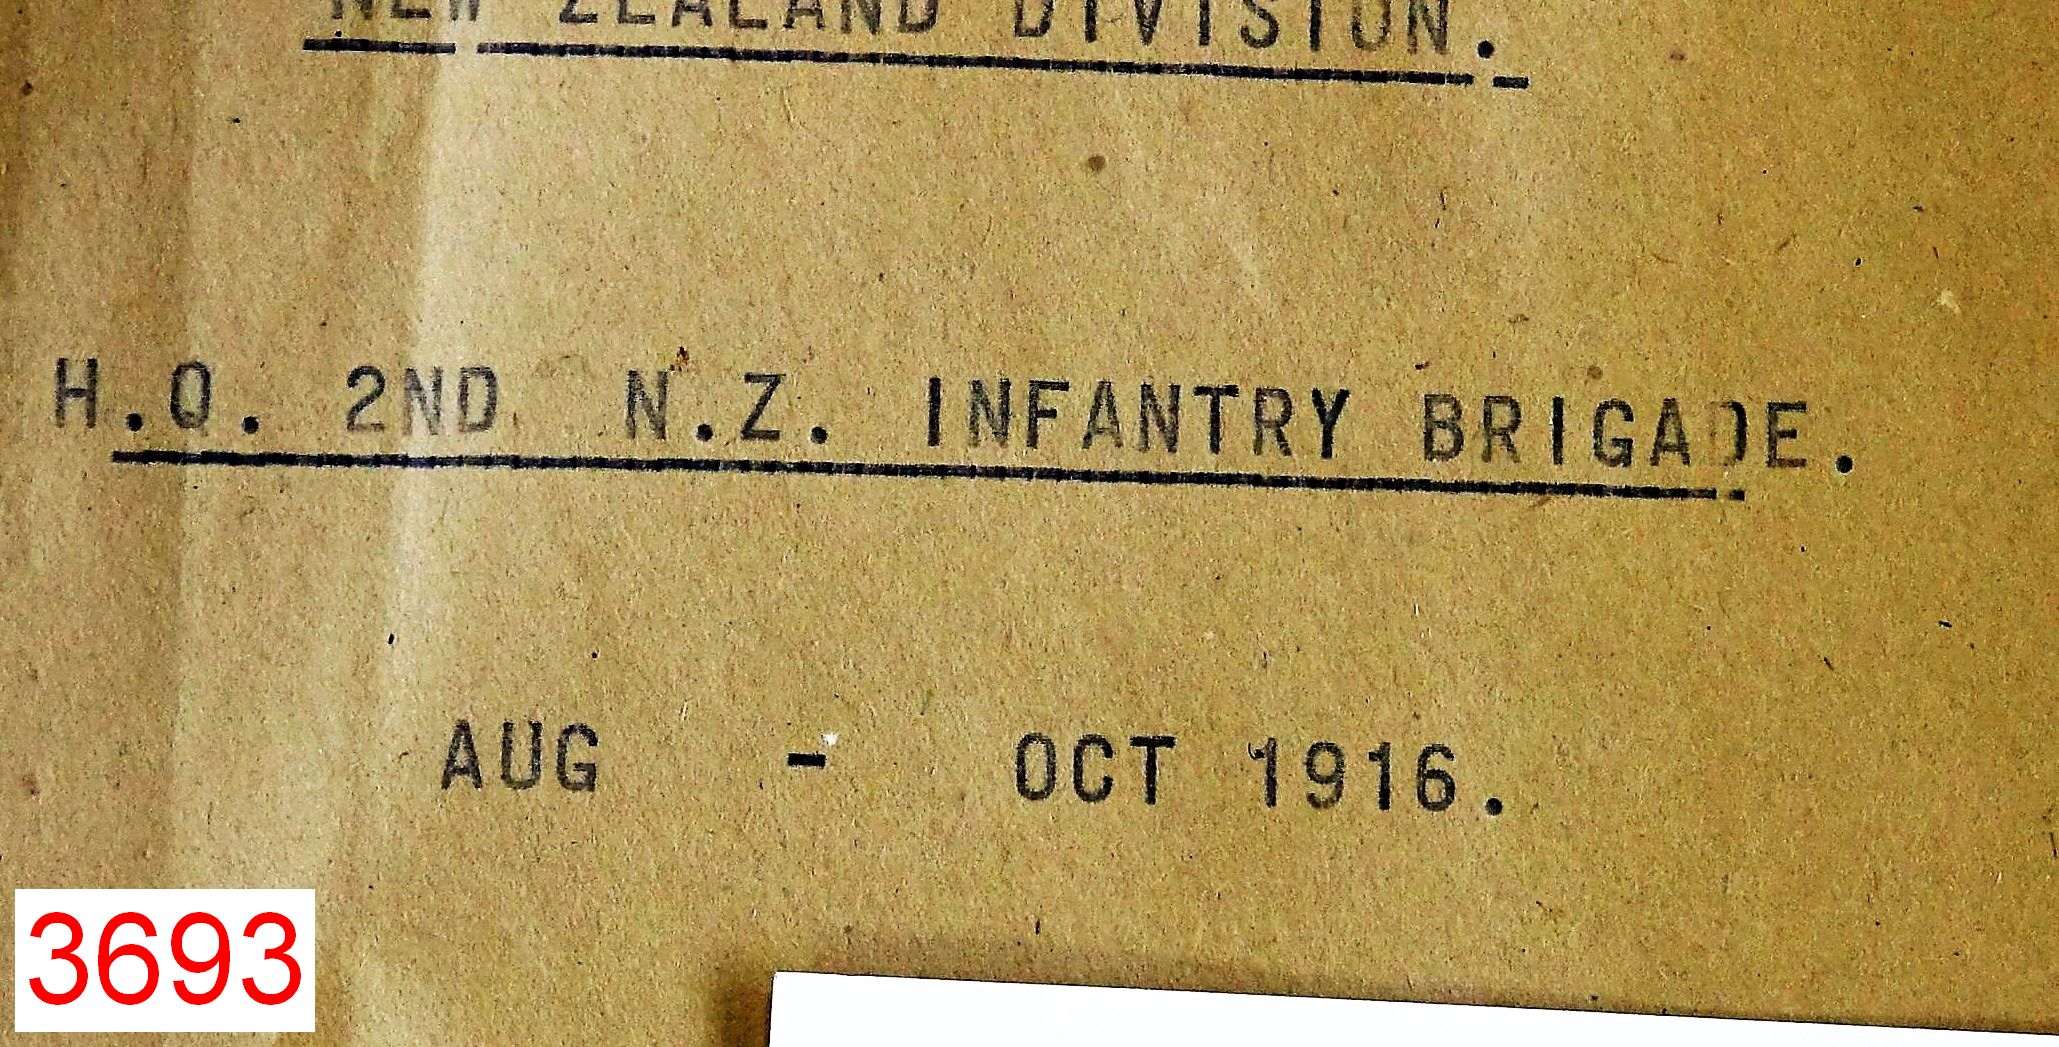 NEW ZEALAND DIVISION.
H.Q. 2ND N.Z. INFANTRY BRIGADE.
AUG - OCT 1916.
3693